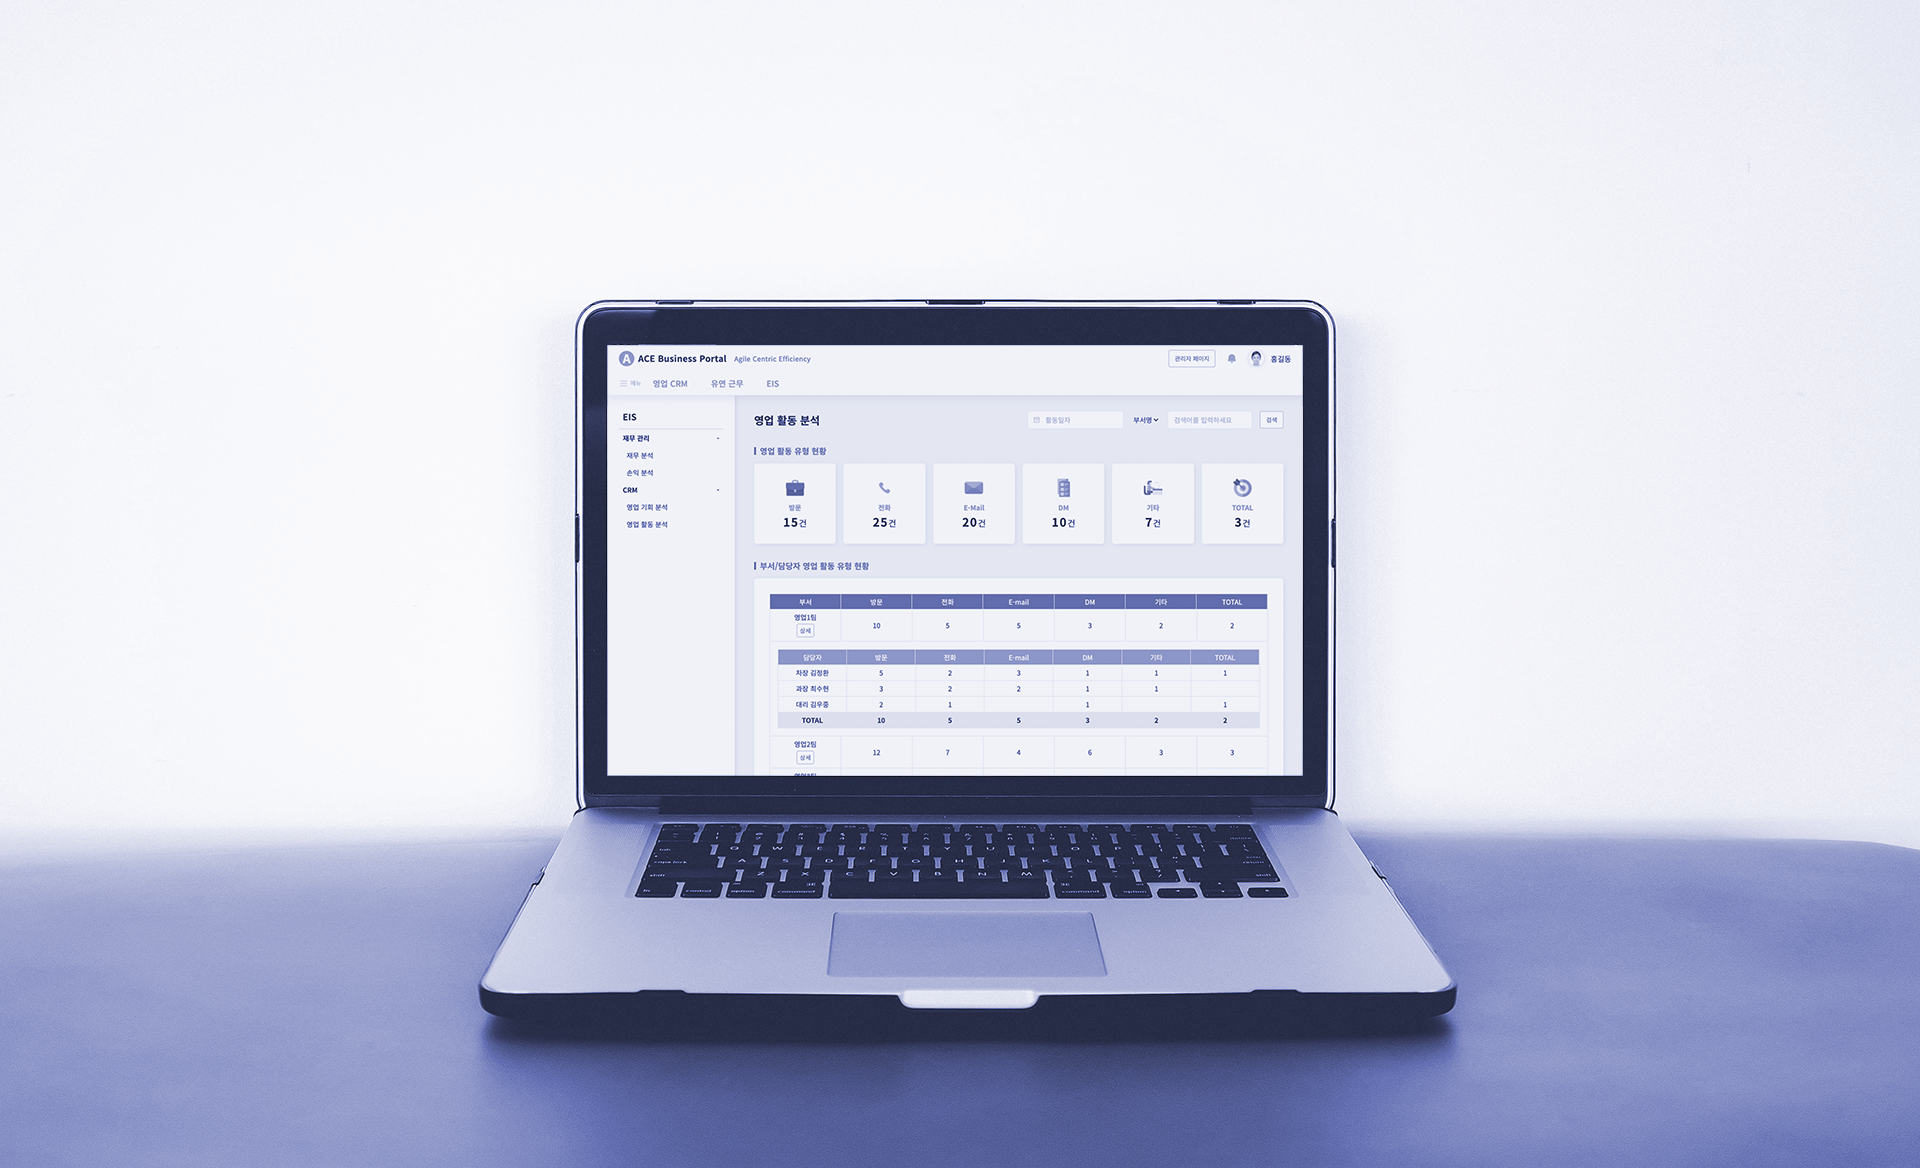 A ACE Business Portal Agile Centric Efficiency 관리자 페이지 홍길동
메뉴 영업 CRM 유연 근무 EIS
EIS
재무 관리 -
재무 분석
손익 분석
CRM -
영업 기회 분석
영업 활동 분석
영업 활동 분석 활동일자 부서명 검색어를 입력하세요 검색
영업 활동 유형 현황
방문 전화 E-Mail DM 기타 TOTAL
15건 25건 20건 10건 7건 3건
부서/담당자 영업 활동 유형 현황
부서 방문 전화 E-mail DM 기타 TOTAL
영업1팀
상세 10 5 5 3 2 2
담당자 방문 전화 E-mail DM 기타 TOTAL
차장 김정환 5 2 3 1 1 1
과장 최수현 3 2 2 1 1
대리 김우중 2 1 1 1
TOTAL 10 5 5 3 2 2
영업2팀
상세 12 7 4 6 3 3
Q W E R T Y U I O P
A S D F G H J K L
Z X C V B N M
fn control option command command option